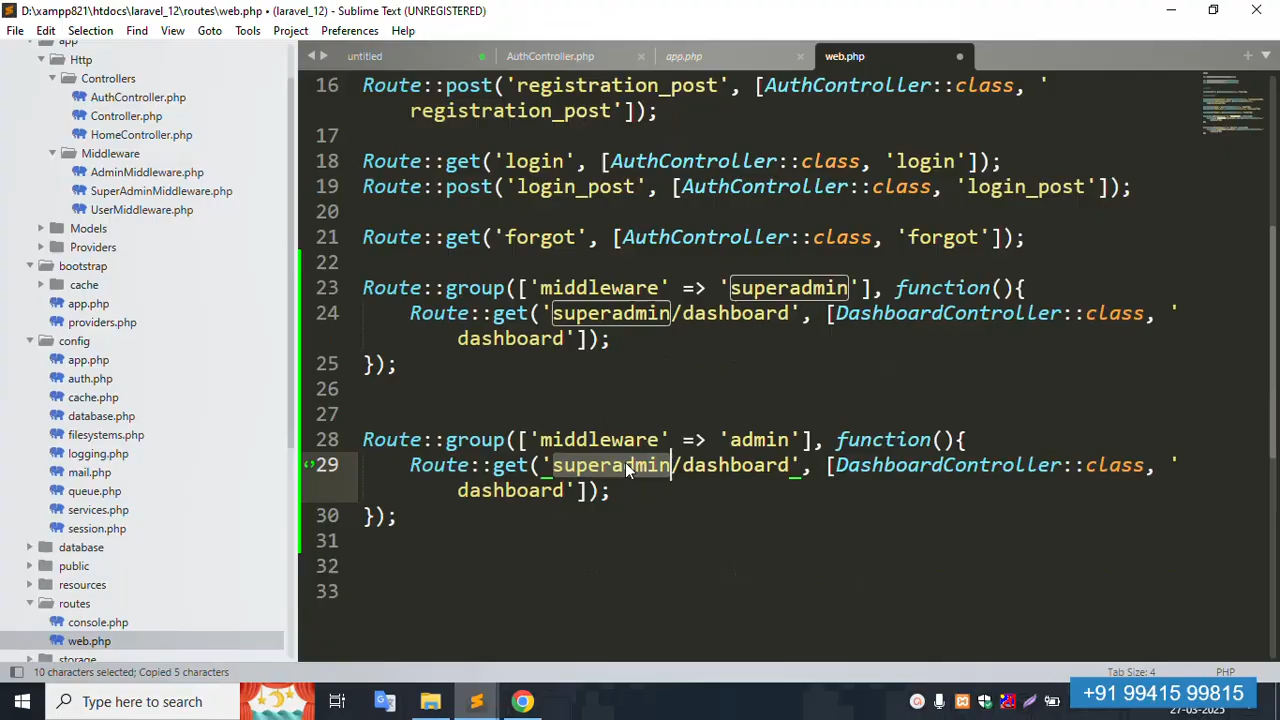 D:\xampp821\htdocs\laravel_12\routes\web.php • (laravel_12) - Sublime Text (UNREGISTERED)
File Edit Selection Find View Goto Tools Project Preferences Help
app
Http
Controllers
AuthController.php
Controller.php
HomeController.php
Middleware
AdminMiddleware.php
SuperAdminMiddleware.php
UserMiddleware.php
Models
Providers
bootstrap
cache
app.php
providers.php
config
app.php
auth.php
cache.php
database.php
filesystems.php
logging.php
mail.php
queue.php
services.php
session.php
database
public
resources
routes
console.php
web.php
storage
untitled AuthController.php app.php web.php
16 Route::post('registration_post', [AuthController::class, '
registration_post']);
17
18 Route::get('login', [AuthController::class, 'login']);
19 Route::post('login_post', [AuthController::class, 'login_post']);
20
21 Route::get('forgot', [AuthController::class, 'forgot']);
22
23 Route::group(['middleware' => 'superadmin'], function(){
24 Route::get('superadmin/dashboard', [DashboardController::class, '
dashboard']);
25 });
26
27
28 Route::group(['middleware' => 'admin'], function(){
29 Route::get('superadmin/dashboard', [DashboardController::class, '
dashboard']);
30 });
31
32
33
10 characters selected; Copied 5 characters
Tab Size: 4 PHP
Type here to search
+91 99415 99815
27-03-2025